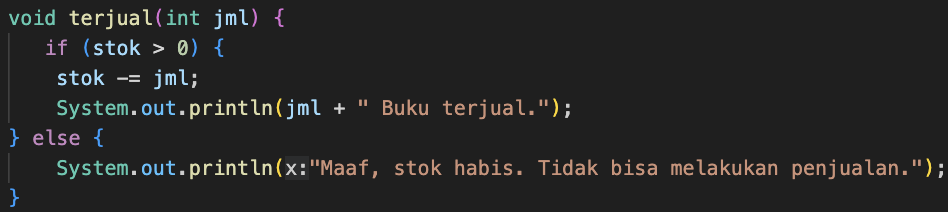 void terjual(int jml) {
if (stok > 0) {
stok -= jml;
System.out.println(jml + " Buku terjual.");
} else {
System.out.println(x:"Maaf, stok habis. Tidak bisa melakukan penjualan.");
}